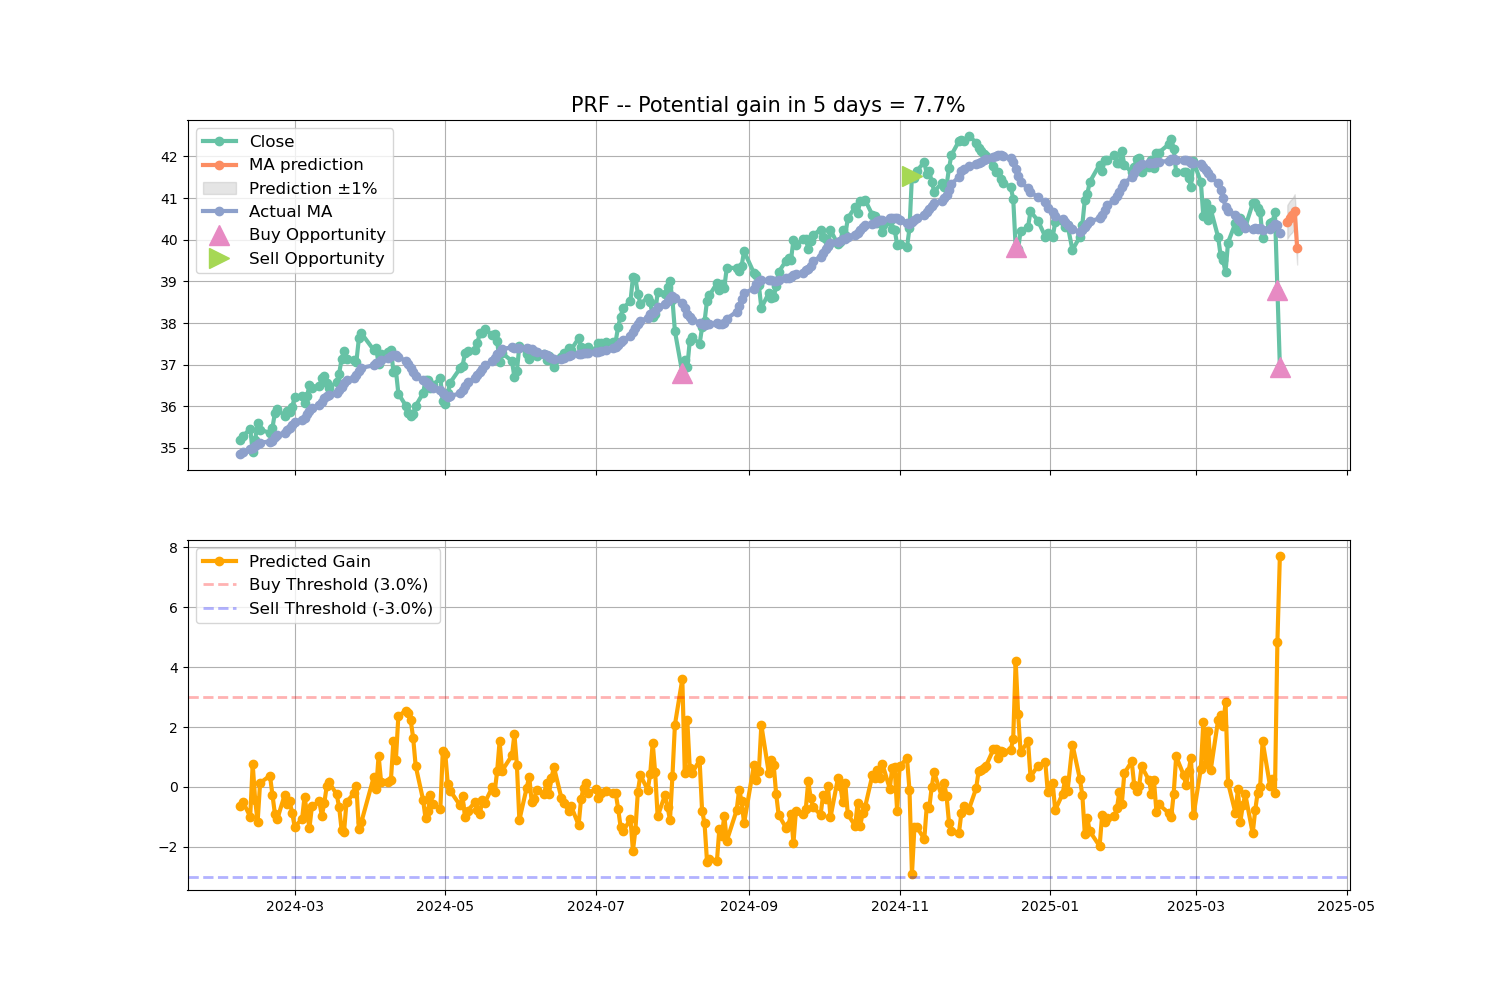 PRF -- Potential gain in 5 days = 7.7%
Close
MA prediction
Prediction ±1%
Actual MA
Buy Opportunity
Sell Opportunity
42
41
40
39
38
37
36
35
Predicted Gain
Buy Threshold (3.0%)
Sell Threshold (-3.0%)
8
6
4
2
0
−2
2024-03 2024-05 2024-07 2024-09 2024-11 2025-01 2025-03 2025-05